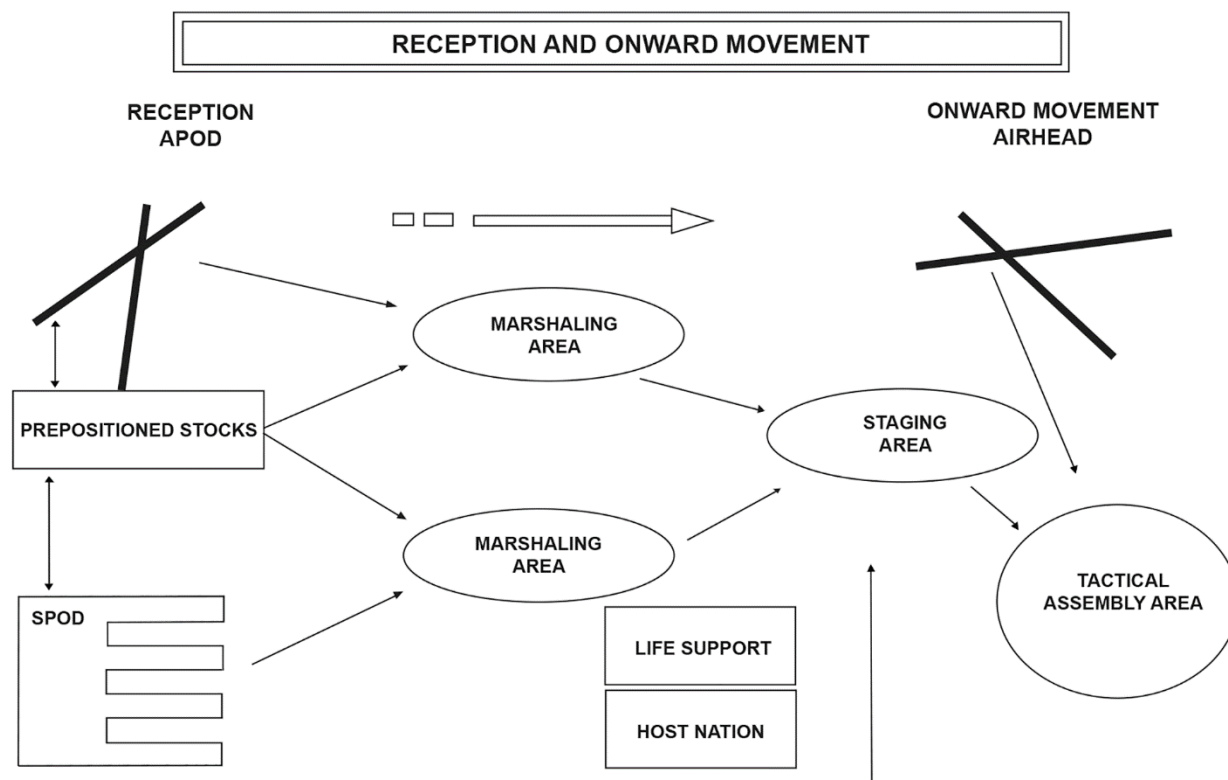 RECEPTION AND ONWARD MOVEMENT
RECEPTION
APOD
ONWARD MOVEMENT
AIRHEAD
MARSHALING
AREA
PREPOSITIONED STOCKS
STAGING
AREA
MARSHALING
AREA
TACTICAL
ASSEMBLY AREA
SPOD
LIFE SUPPORT
HOST NATION